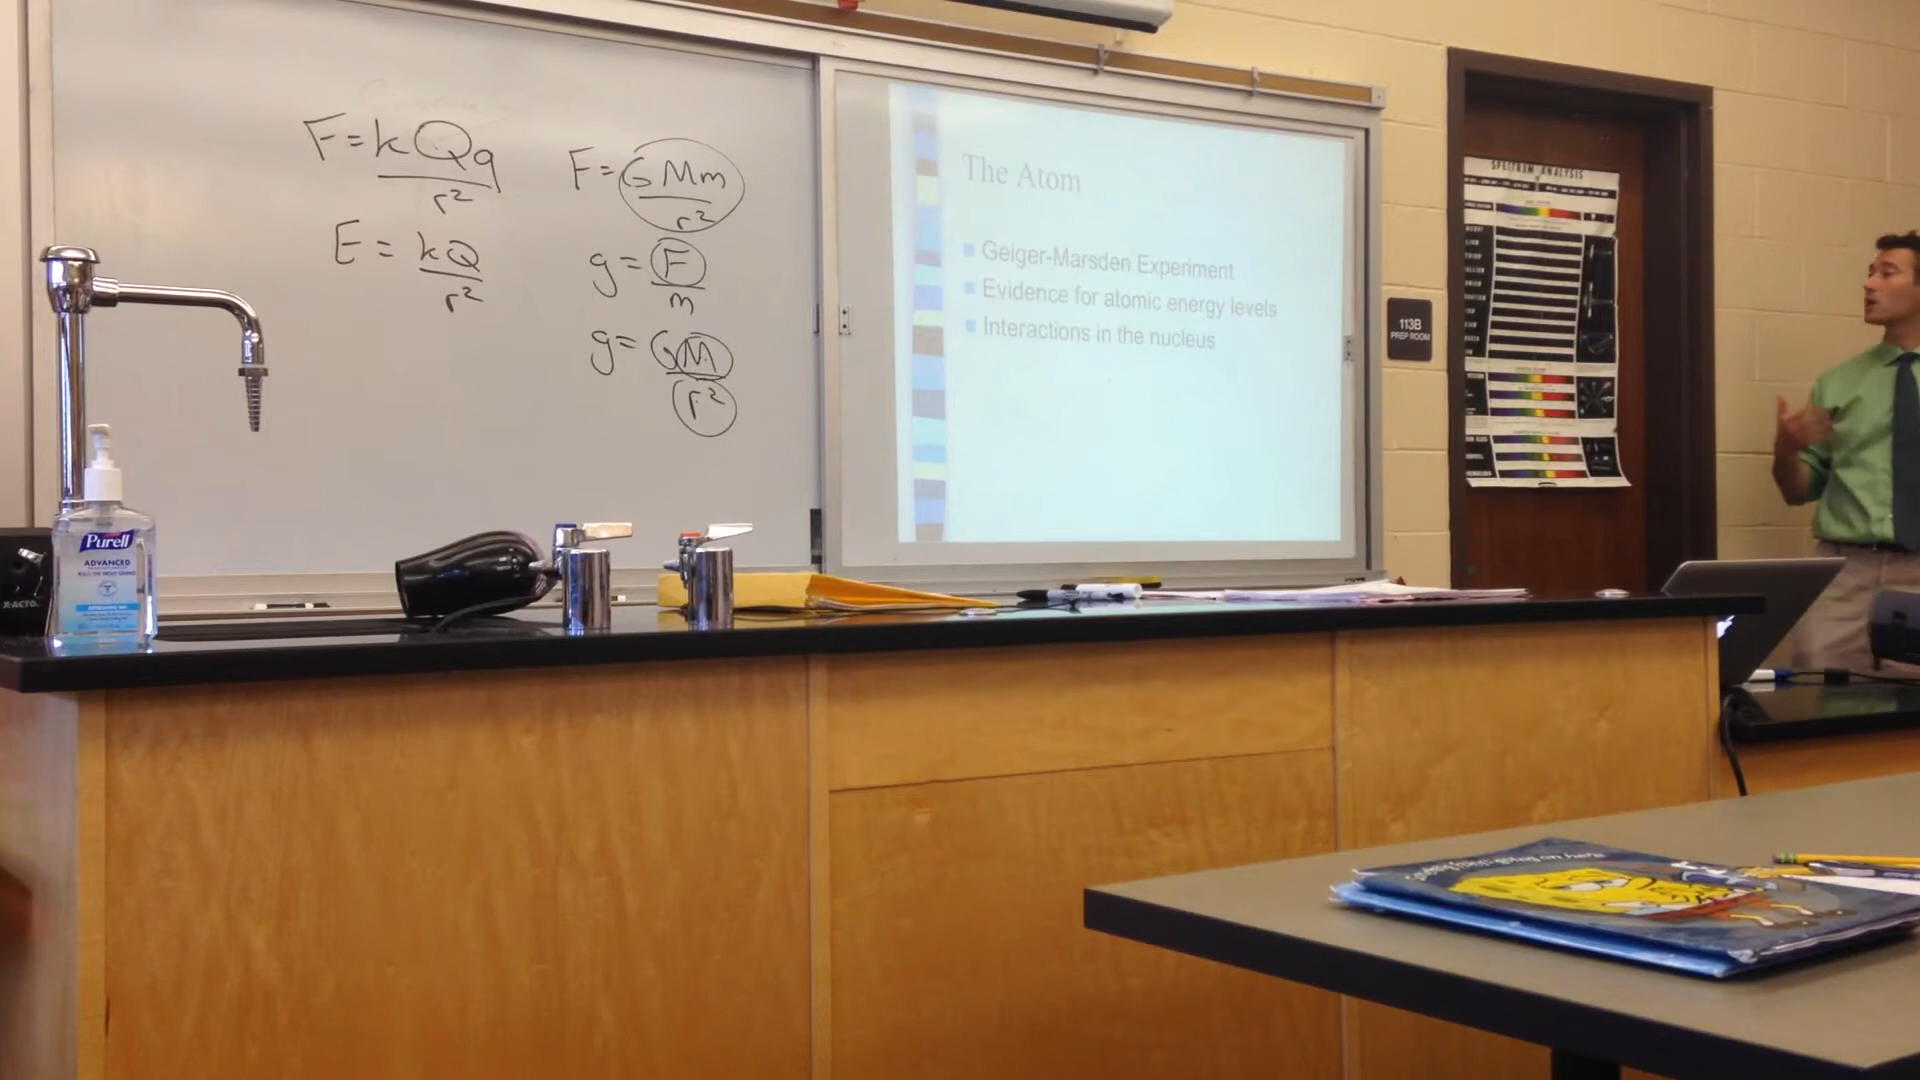 F = kQq
r²
E = kQ
r²
F = GMm
r²
g = F
m
g = GM
r²
The Atom
Geiger-Marsden Experiment
Evidence for atomic energy levels
Interactions in the nucleus
SPECTRUM ANALYSIS
113B
PREP ROOM
Purell
ADVANCED
X-ACTO